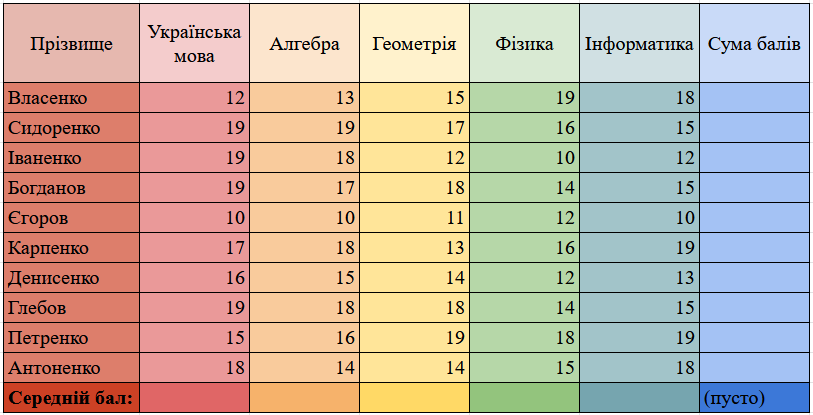 Прізвище Українська мова Алгебра Геометрія Фізика Інформатика Сума балів
Власенко 12 13 15 19 18
Сидоренко 19 19 17 16 15
Іваненко 19 18 12 10 12
Богданов 19 17 18 14 15
Єгоров 10 10 11 12 10
Карпенко 17 18 13 16 19
Денисенко 16 15 14 12 13
Глебов 19 18 18 14 15
Петренко 15 16 19 18 19
Антоненко 18 14 14 15 18
Середній бал: (пусто)